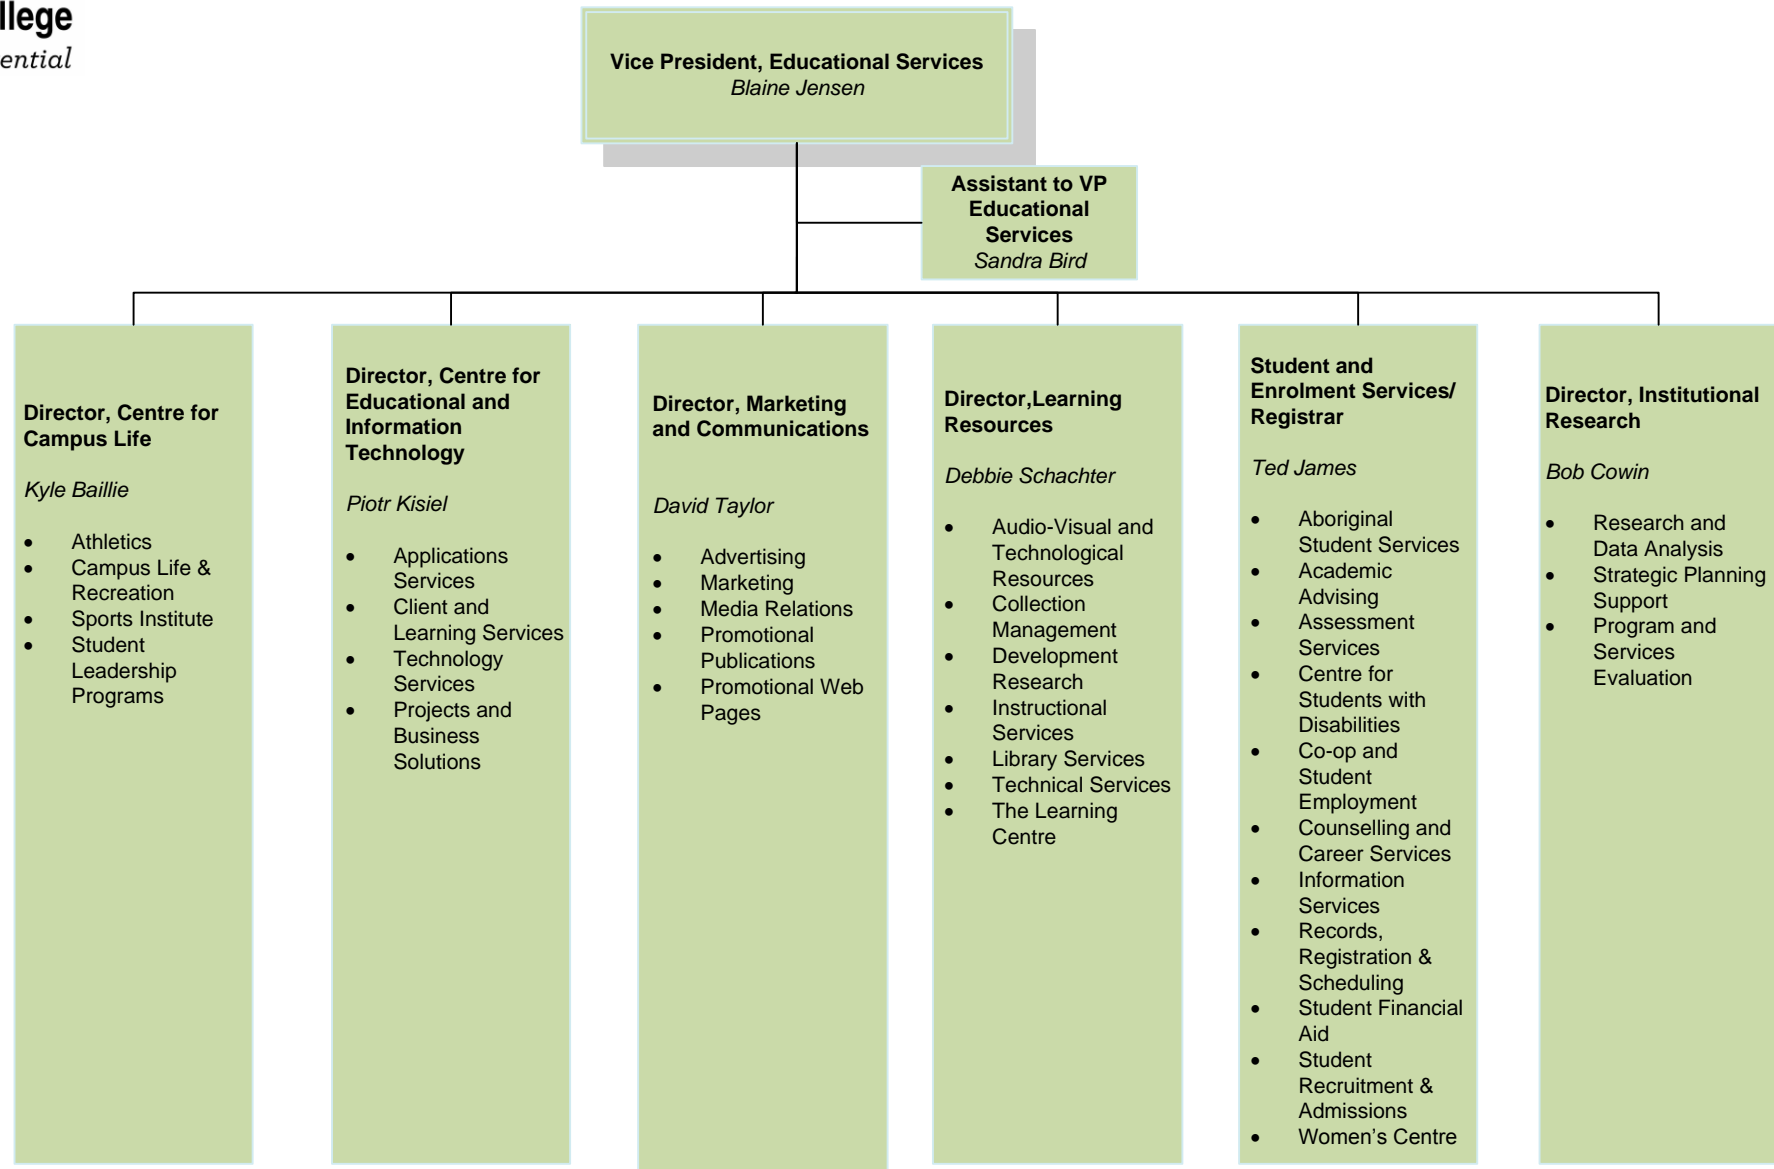 Vice President, Educational Services
Blaine Jensen
Assistant to VP
Educational
Services
Sandra Bird
Director, Centre for
Campus Life
Kyle Baillie
• Athletics
• Campus Life &
Recreation
• Sports Institute
• Student
Leadership
Programs
Director, Centre for
Educational and
Information
Technology
Piotr Kisiel
• Applications
Services
• Client and
Learning Services
• Technology
Services
• Projects and
Business
Solutions
Director, Marketing
and Communications
David Taylor
• Advertising
• Marketing
• Media Relations
• Promotional
Publications
• Promotional Web
Pages
Director,Learning
Resources
Debbie Schachter
• Audio-Visual and
Technological
Resources
• Collection
Management
• Development
Research
• Instructional
Services
• Library Services
• Technical Services
• The Learning
Centre
Student and
Enrolment Services/
Registrar
Ted James
• Aboriginal
Student Services
• Academic
Advising
• Assessment
Services
• Centre for
Students with
Disabilities
• Co-op and
Student
Employment
• Counselling and
Career Services
• Information
Services
• Records,
Registration &
Scheduling
• Student Financial
Aid
• Student
Recruitment &
Admissions
• Women's Centre
Director, Institutional
Research
Bob Cowin
• Research and
Data Analysis
• Strategic Planning
Support
• Program and
Services
Evaluation